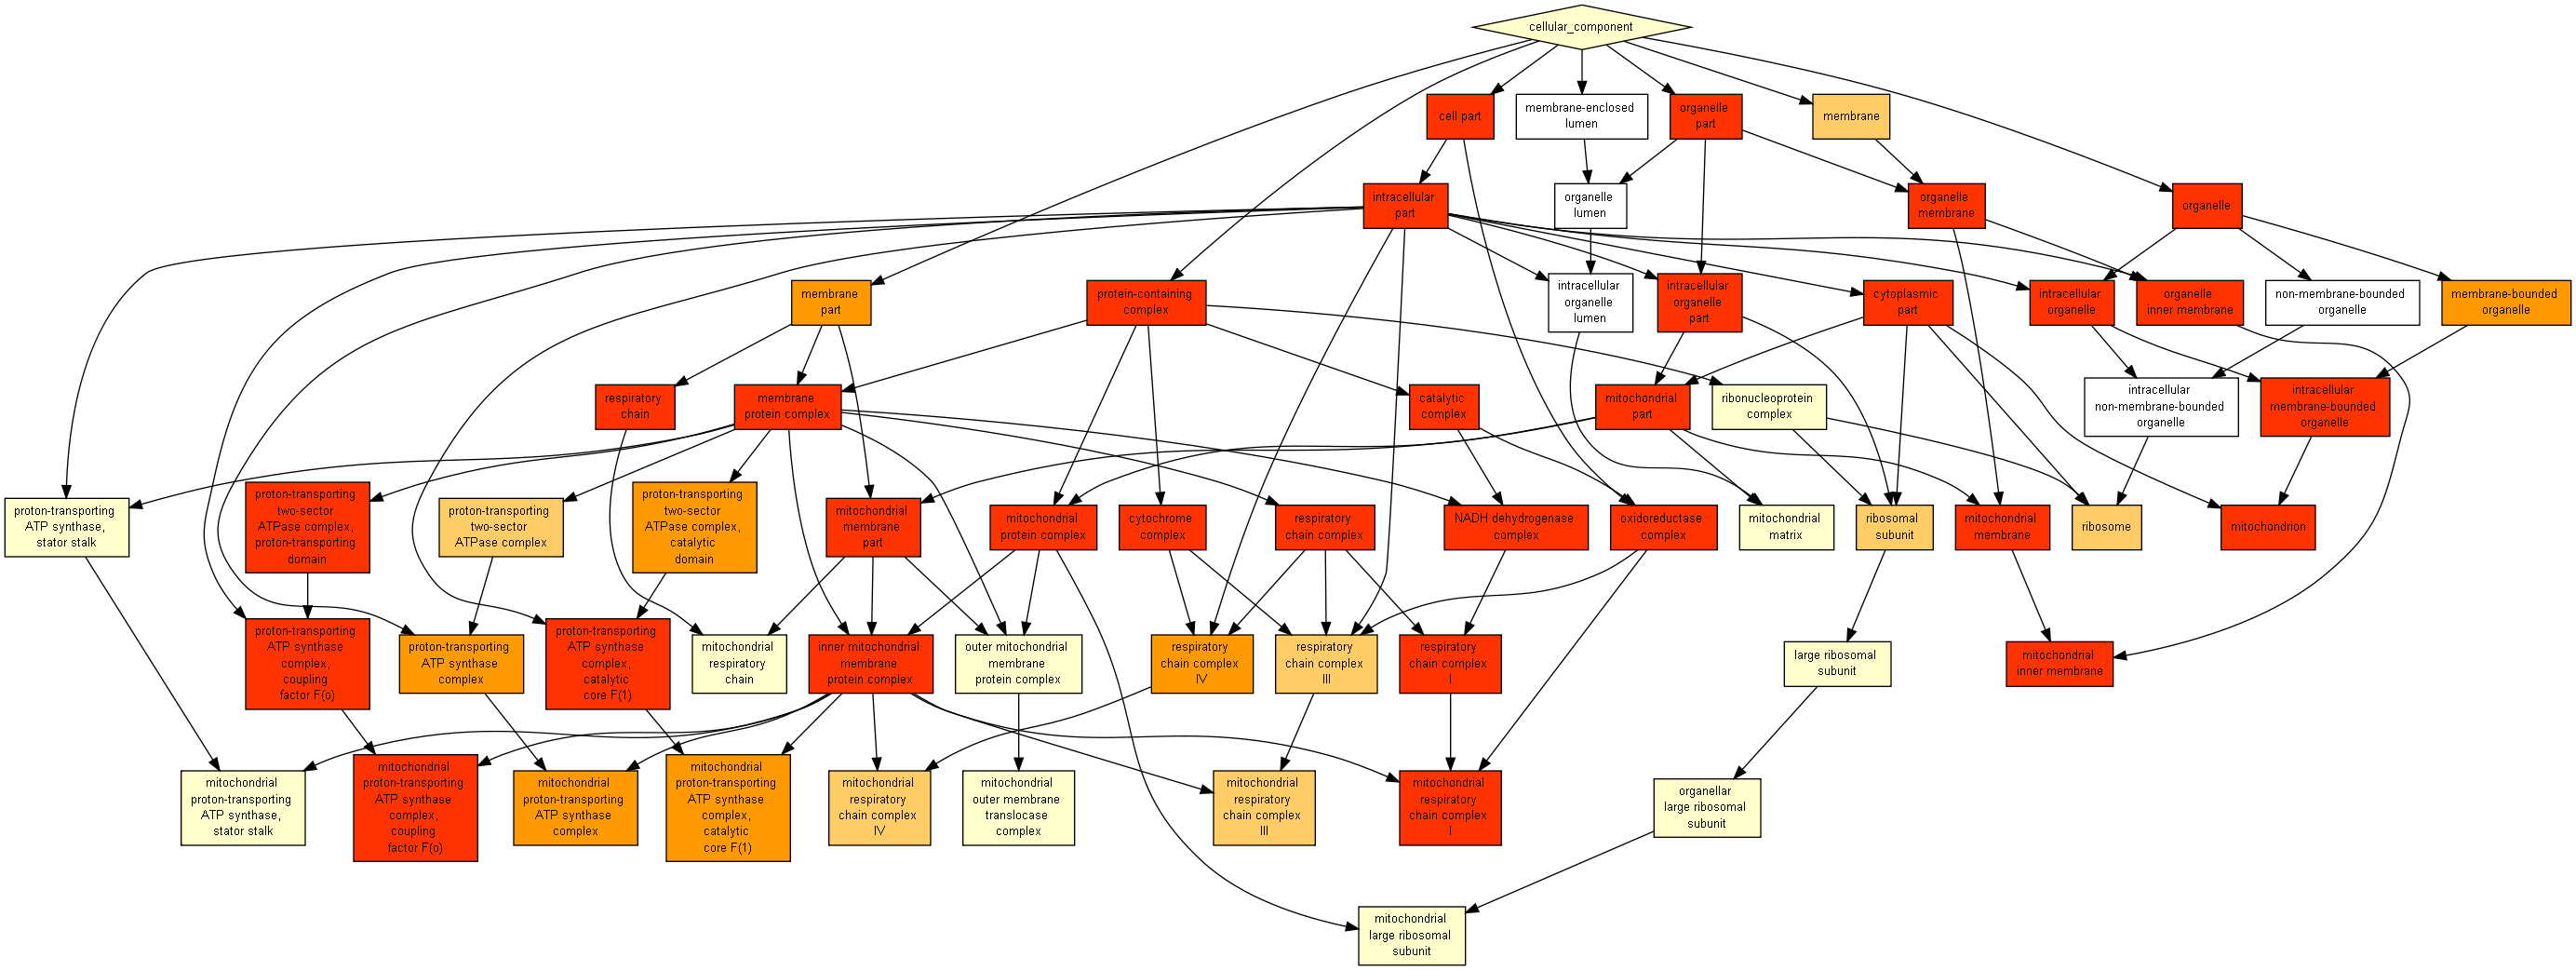 cellular_component
cell part
membrane-enclosed
lumen
organelle
part
membrane
intracellular
part
organelle
lumen
organelle
membrane
organelle
membrane
part
protein-containing
complex
intracellular
organelle
lumen
intracellular
organelle
part
cytoplasmic
part
intracellular
organelle
organelle
inner membrane
non-membrane-bounded
organelle
membrane-bounded
organelle
respiratory
chain
membrane
protein complex
catalytic
complex
mitochondrial
part
ribonucleoprotein
complex
intracellular
non-membrane-bounded
organelle
intracellular
membrane-bounded
organelle
proton-transporting
ATP synthase,
stator stalk
proton-transporting
two-sector
ATPase complex,
proton-transporting
domain
proton-transporting
two-sector
ATPase complex
proton-transporting
two-sector
ATPase complex,
catalytic
domain
mitochondrial
membrane
part
mitochondrial
protein complex
cytochrome
complex
respiratory
chain complex
NADH dehydrogenase
complex
oxidoreductase
complex
mitochondrial
matrix
ribosomal
subunit
mitochondrial
membrane
ribosome
mitochondrion
proton-transporting
ATP synthase
complex,
coupling
factor F(o)
proton-transporting
ATP synthase
complex
proton-transporting
ATP synthase
complex,
catalytic
core F(1)
mitochondrial
respiratory
chain
inner mitochondrial
membrane
protein complex
outer mitochondrial
membrane
protein complex
respiratory
chain complex
IV
respiratory
chain complex
III
respiratory
chain complex
I
large ribosomal
subunit
mitochondrial
inner membrane
mitochondrial
proton-transporting
ATP synthase,
stator stalk
mitochondrial
proton-transporting
ATP synthase
complex,
coupling
factor F(o)
mitochondrial
proton-transporting
ATP synthase
complex
mitochondrial
proton-transporting
ATP synthase
complex,
catalytic
core F(1)
mitochondrial
respiratory
chain complex
IV
mitochondrial
outer membrane
translocase
complex
mitochondrial
respiratory
chain complex
III
mitochondrial
respiratory
chain complex
I
organellar
large ribosomal
subunit
mitochondrial
large ribosomal
subunit